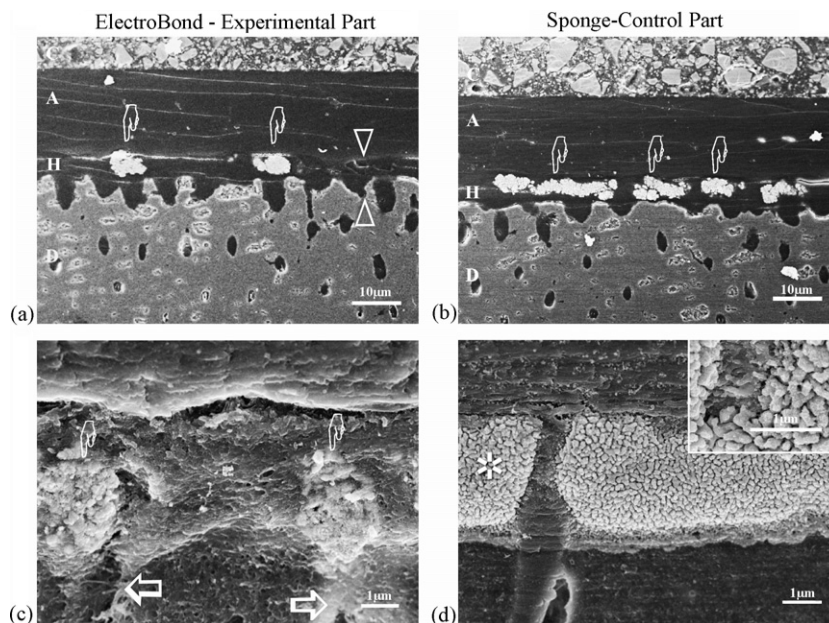 ElectroBond - Experimental Part
Sponge-Control Part
C
A
H
D
10µm
(a)
C
A
H
D
10µm
(b)
1µm
(c)
1µm
1µm
(d)